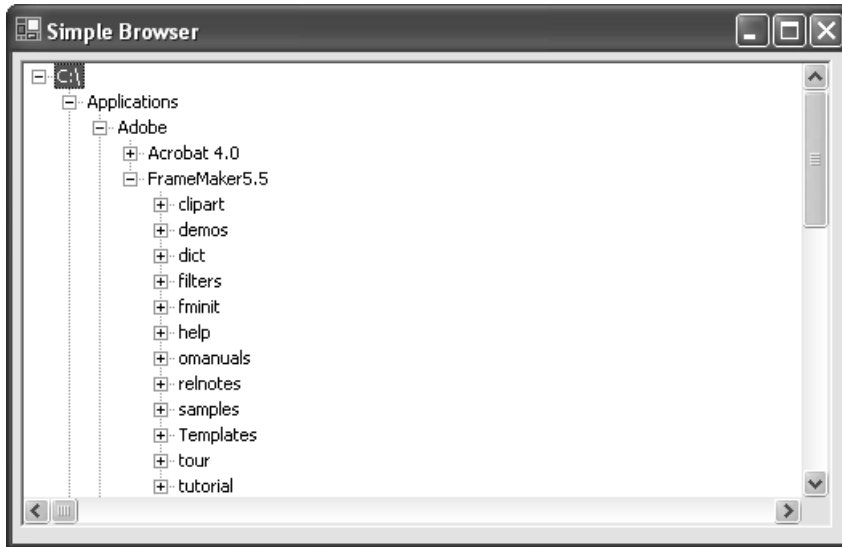 Simple Browser
C:\
Applications
Adobe
Acrobat 4.0
FrameMaker5.5
clipart
demos
dict
filters
fminit
help
omanuals
relnotes
samples
Templates
tour
tutorial